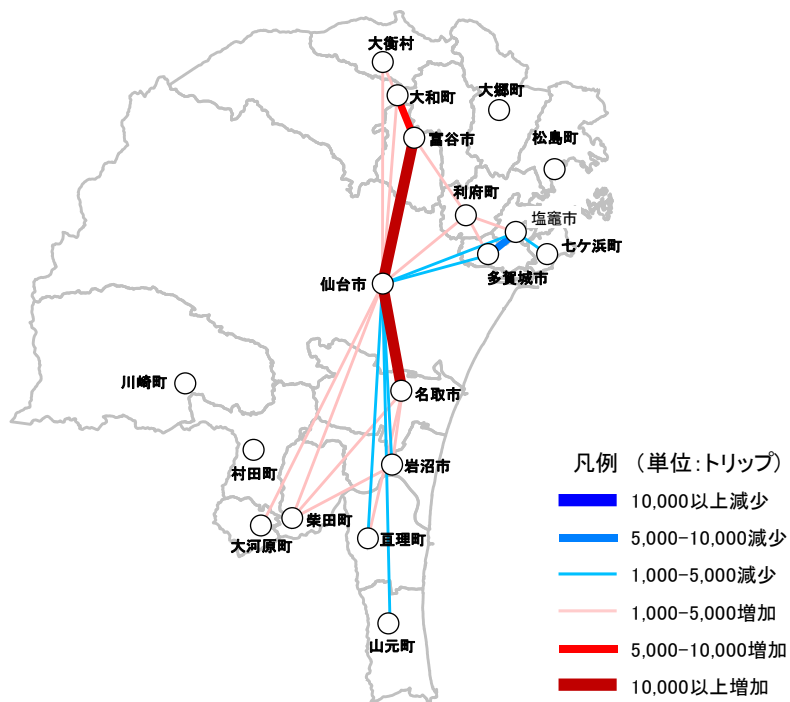 大衡村
大和町
大郷町
富谷市
松島町
利府町
塩竈市
七ケ浜町
多賀城市
仙台市
川崎町
名取市
村田町
岩沼市
柴田町
大河原町
亘理町
山元町
凡例 (単位:トリップ)
10,000以上減少
5,000-10,000減少
1,000-5,000減少
1,000-5,000増加
5,000-10,000増加
10,000以上増加